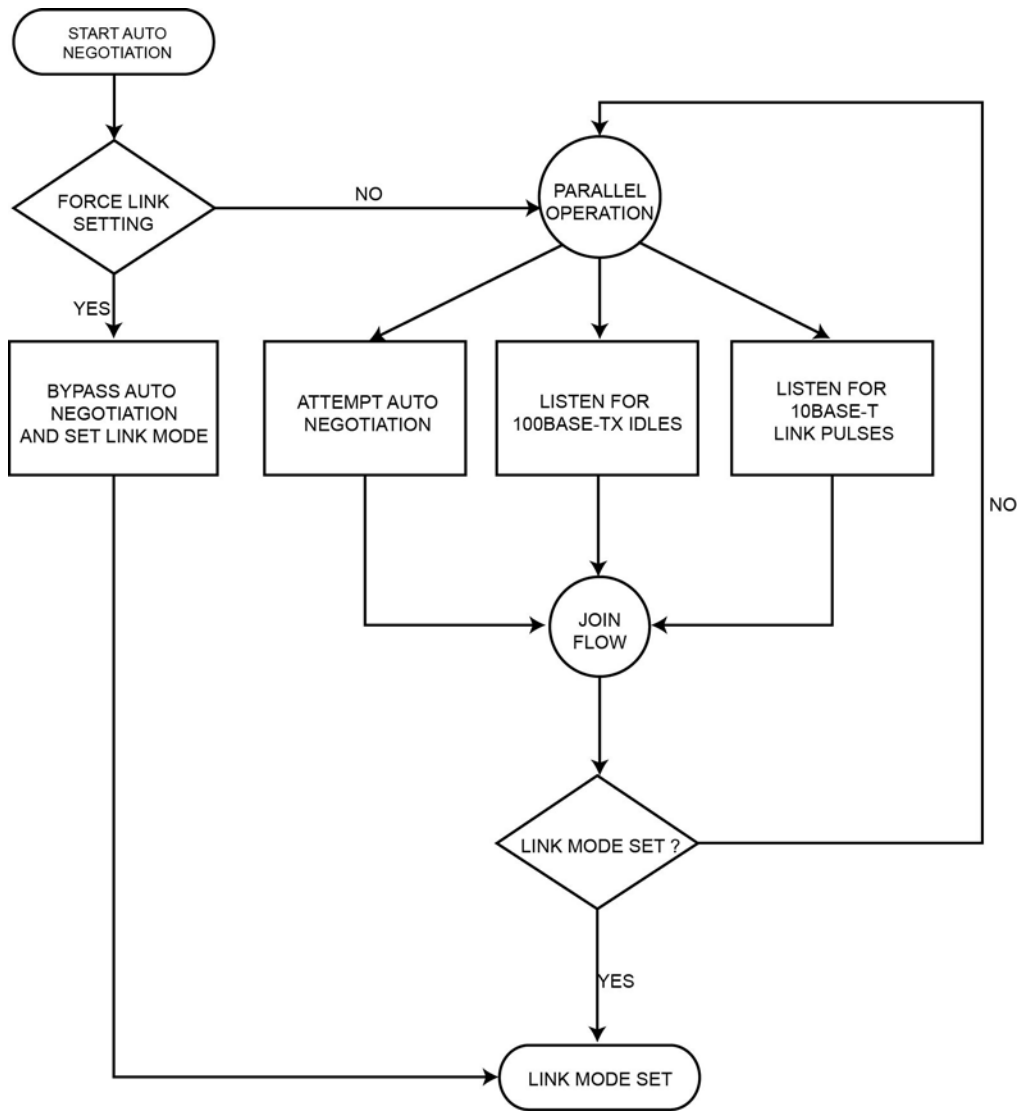 START AUTO
NEGOTIATION
FORCE LINK
SETTING
NO
PARALLEL
OPERATION
YES
BYPASS AUTO
NEGOTIATION
AND SET LINK MODE
ATTEMPT AUTO
NEGOTIATION
LISTEN FOR
100BASE-TX IDLES
LISTEN FOR
10BASE-T
LINK PULSES
NO
JOIN
FLOW
LINK MODE SET ?
YES
LINK MODE SET